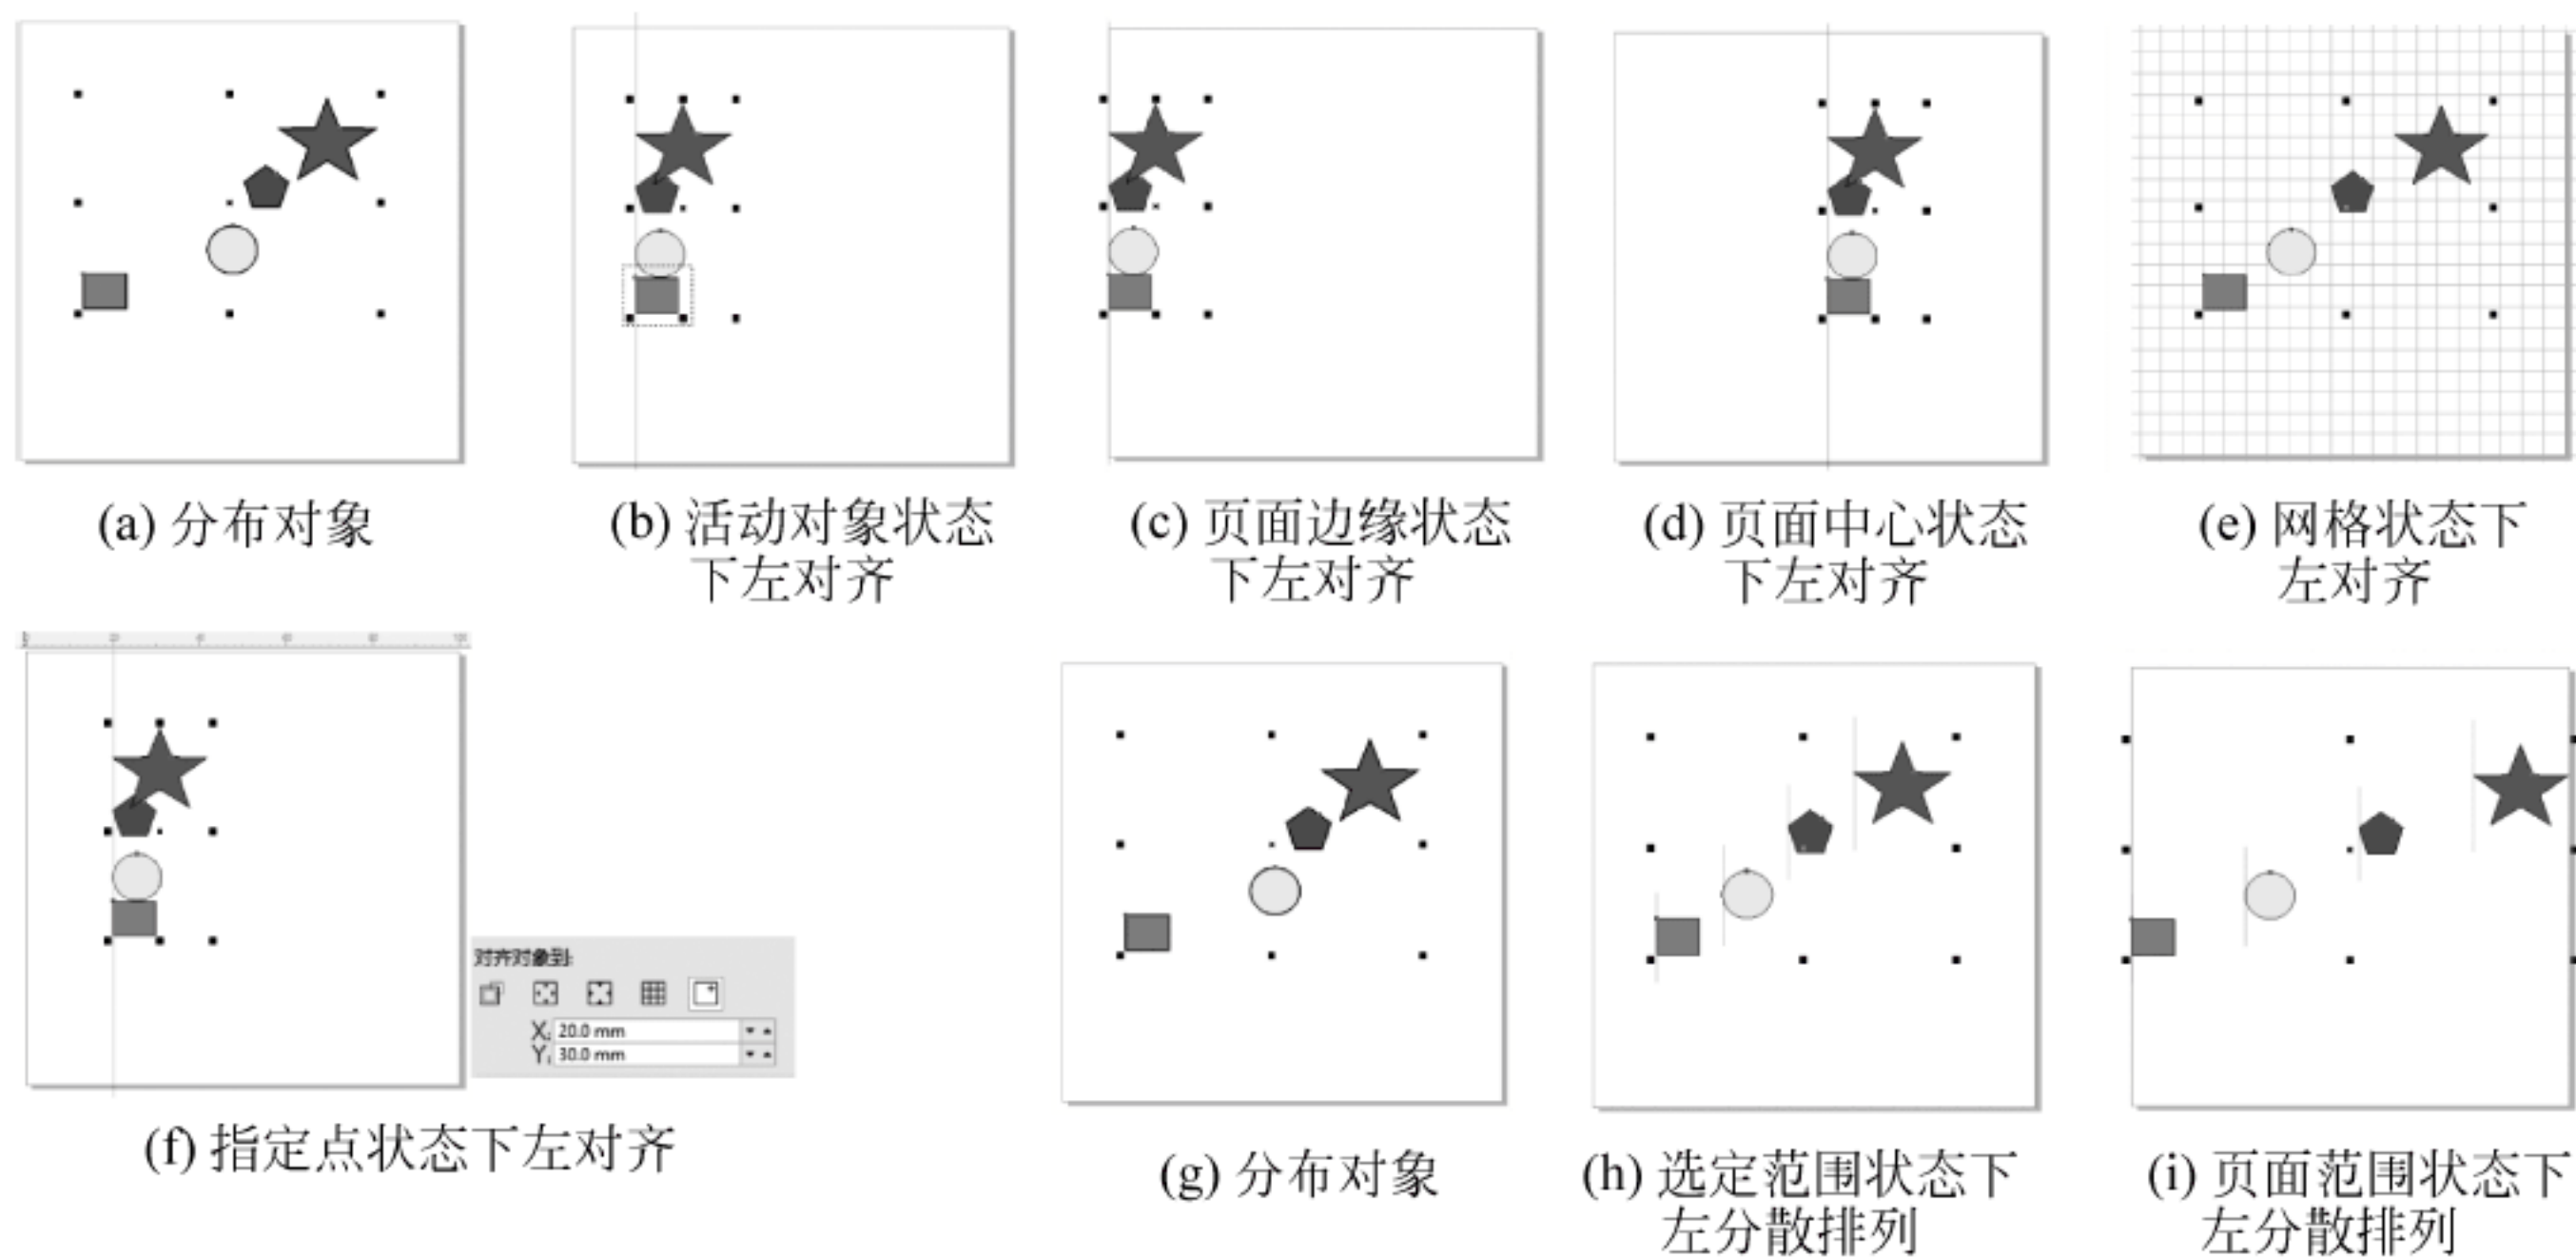 (a) 分布对象
(b) 活动对象状态
下左对齐
(c) 页面边缘状态
下左对齐
(d) 页面中心状态
下左对齐
(e) 网格状态下
左对齐
对齐对象到:
X: 20.0 mm
Y: 30.0 mm
(f) 指定点状态下左对齐
(g) 分布对象
(h) 选定范围状态下
左分散排列
(i) 页面范围状态下
左分散排列